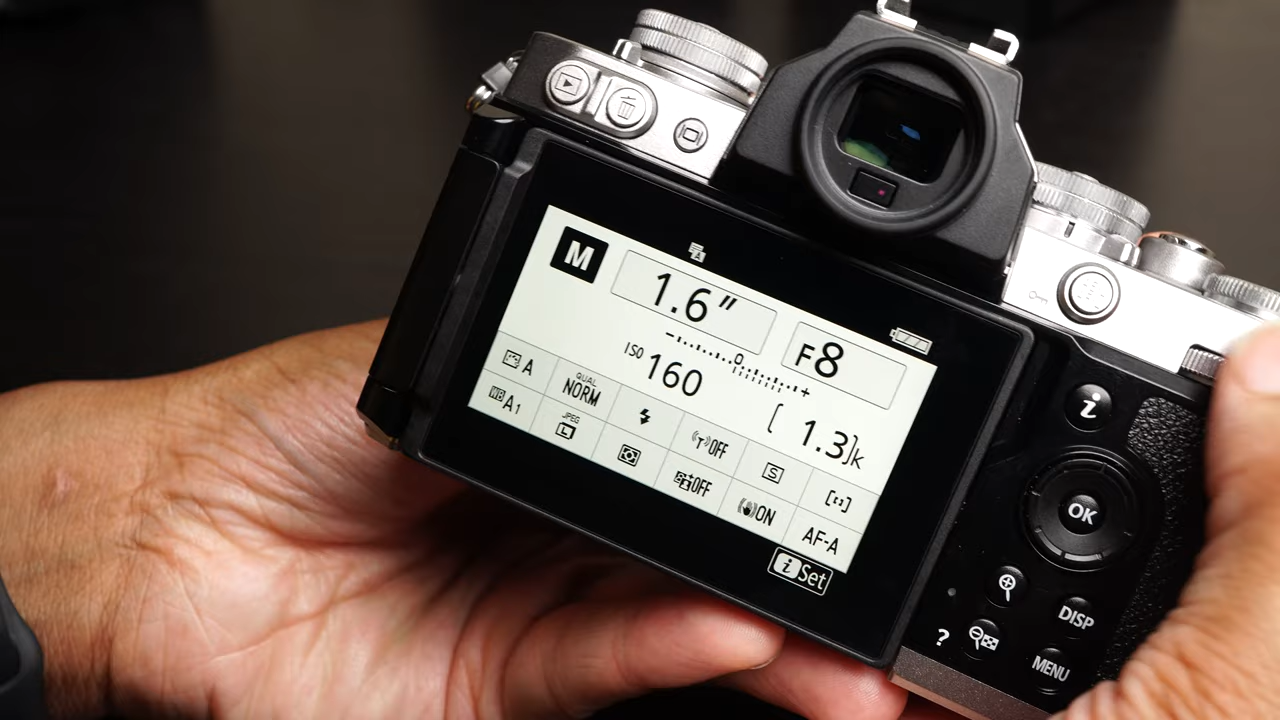 M
1.6"
F8
ISO 160
[1.3]k
A
QUAL
NORM
OFF
WB A1
JPEG
L
OFF
S
ON
AF-A
i Set
i
OK
DISP
?
MENU